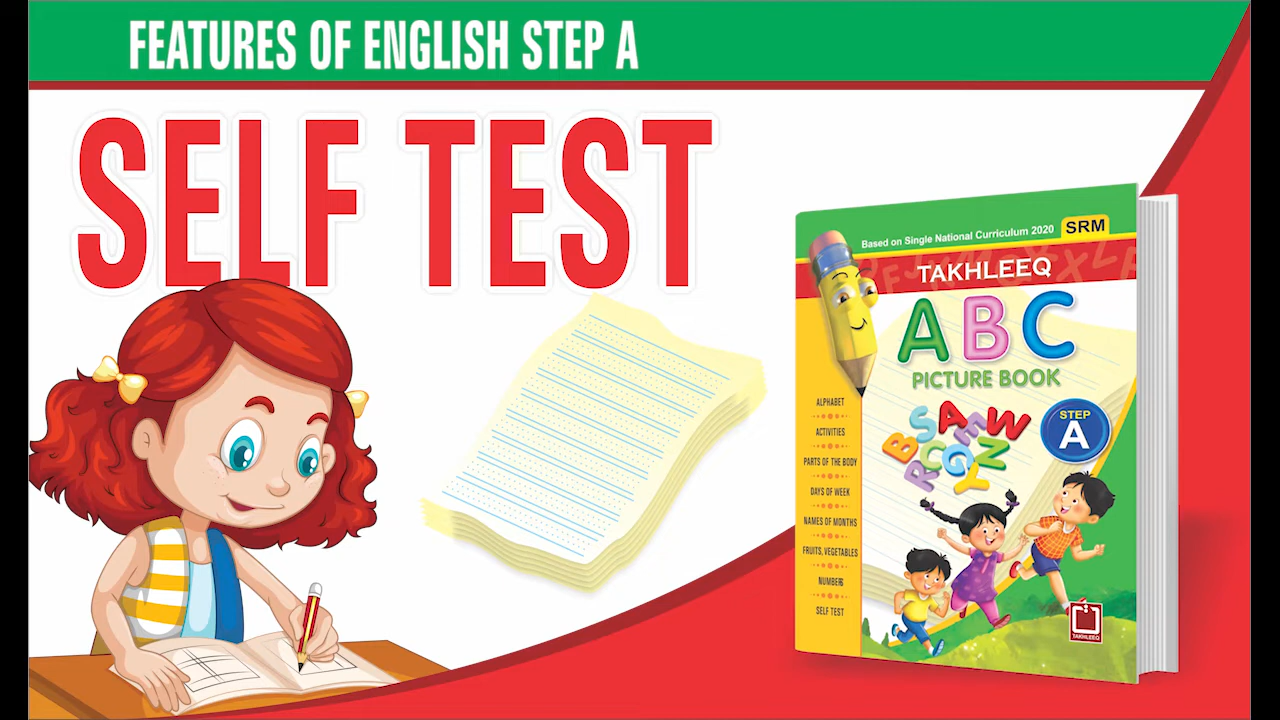 FEATURES OF ENGLISH STEP A
SELF TEST
Based on Single National Curriculum 2020
SRM
TAKHLEEQ
ABC
PICTURE BOOK
STEP
A
ALPHABET
ACTIVITIES
PARTS OF THE BODY
DAYS OF WEEK
NAMES OF MONTHS
FRUITS, VEGETABLES
NUMBERS
SELF TEST
TAKHLEEQ